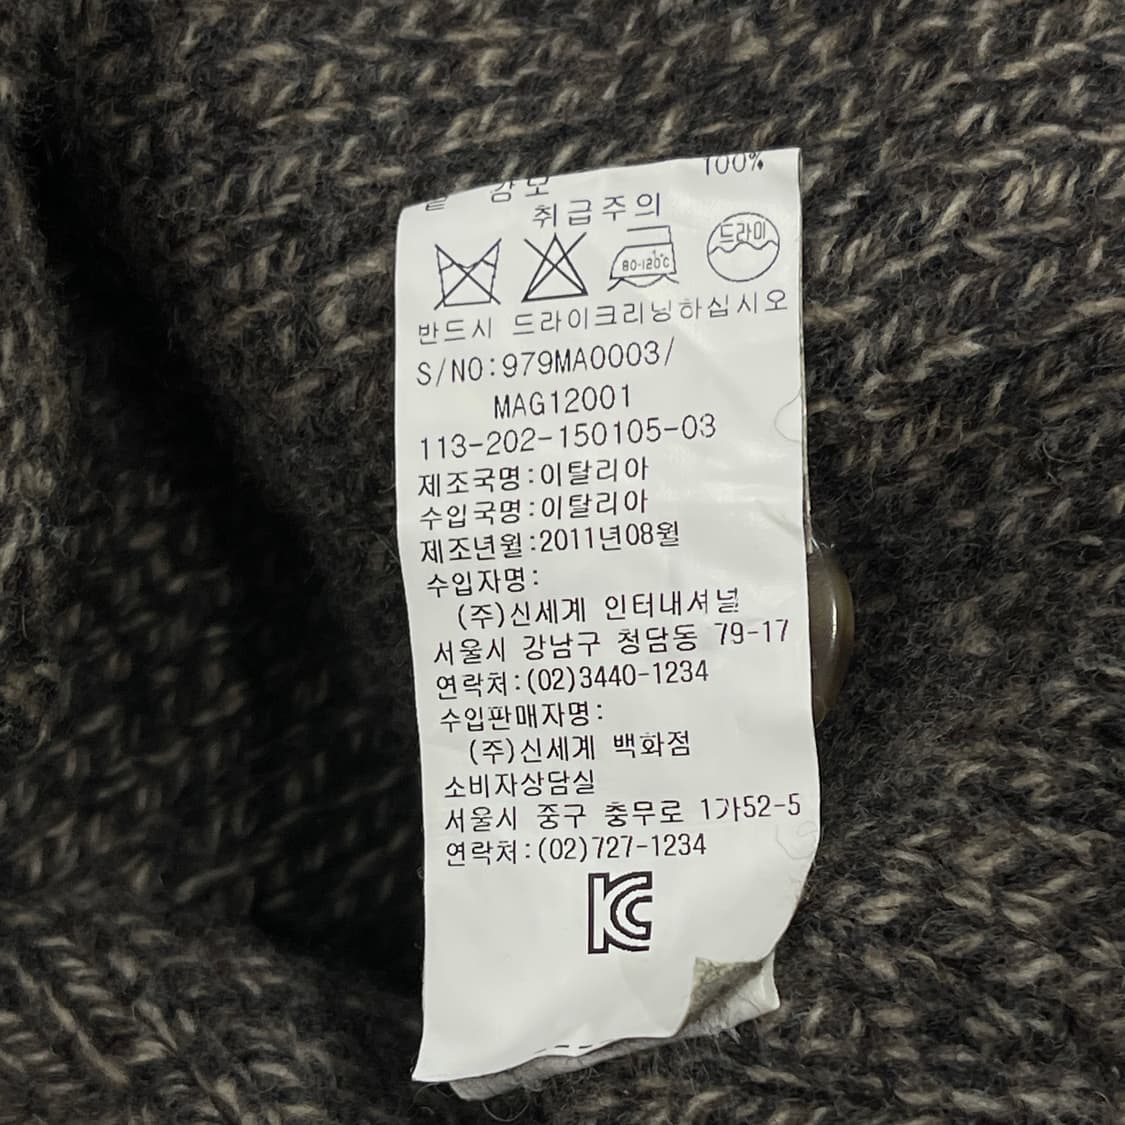 겉 감모 100%
취급주의
80-120℃ 드라이
반드시 드라이크리닝하십시오
S/NO:979MA0003/
MAG12001
113-202-150105-03
제조국명:이탈리아
수입국명:이탈리아
제조년월:2011년08월
수입자명:
(주)신세계 인터내셔널
서울시 강남구 청담동 79-17
연락처:(02)3440-1234
수입판매자명:
(주)신세계 백화점
소비자상담실
서울시 중구 충무로 1가52-5
연락처:(02)727-1234
KC